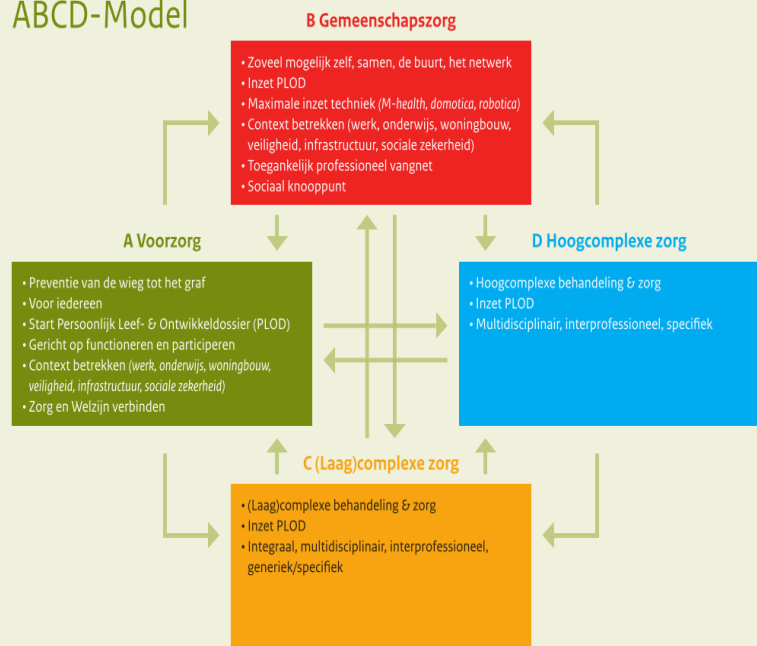 ABCD-Model
B Gemeenschapszorg
• Zoveel mogelijk zelf, samen, de buurt, het netwerk
• Inzet PLOD
• Maximale inzet techniek (M-health, domotica, robotica)
• Context betrekken (werk, onderwijs, woningbouw,
veiligheid, infrastructuur, sociale zekerheid)
• Toegankelijk professioneel vangnet
• Sociaal knooppunt
A Voorzorg
• Preventie van de wieg tot het graf
• Voor iedereen
• Start Persoonlijk Leef- & Ontwikkeldossier (PLOD)
• Gericht op functioneren en participeren
• Context betrekken (werk, onderwijs, woningbouw,
veiligheid, infrastructuur, sociale zekerheid)
• Zorg en Welzijn verbinden
D Hoogcomplexe zorg
• Hoogcomplexe behandeling & zorg
• Inzet PLOD
• Multidisciplinair, interprofessioneel, specifiek
C (Laag)complexe zorg
• (Laag)complexe behandeling & zorg
• Inzet PLOD
• Integraal, multidisciplinair, interprofessioneel,
generiek/specifiek